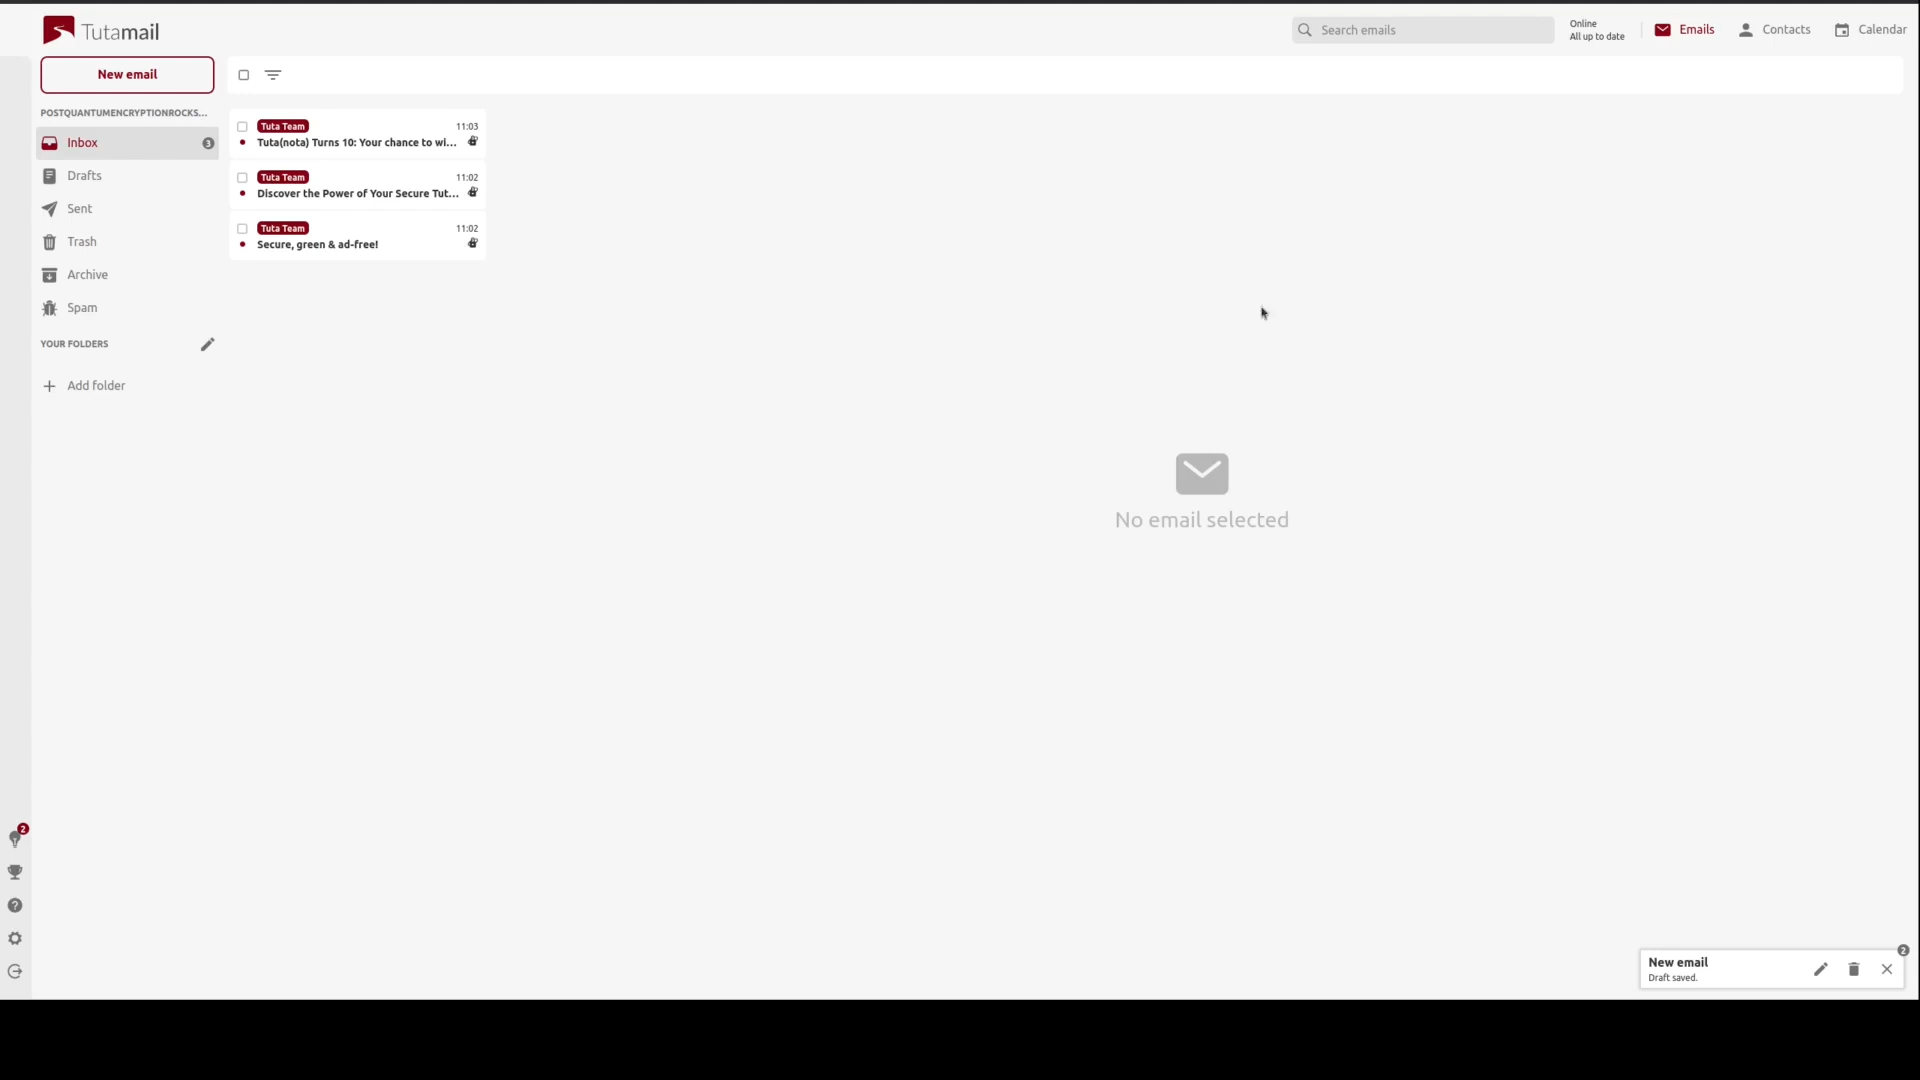 Tutamail
Search emails
Online
All up to date
Emails
Contacts
Calendar
New email
POSTQUANTUMENCRYPTIONROCKS...
Inbox
3
Drafts
Sent
Trash
Archive
Spam
YOUR FOLDERS
Add folder
Tuta Team
11:03
Tuta(nota) Turns 10: Your chance to wi...
Tuta Team
11:02
Discover the Power of Your Secure Tut...
Tuta Team
11:02
Secure, green & ad-free!
No email selected
2
2
New email
Draft saved.